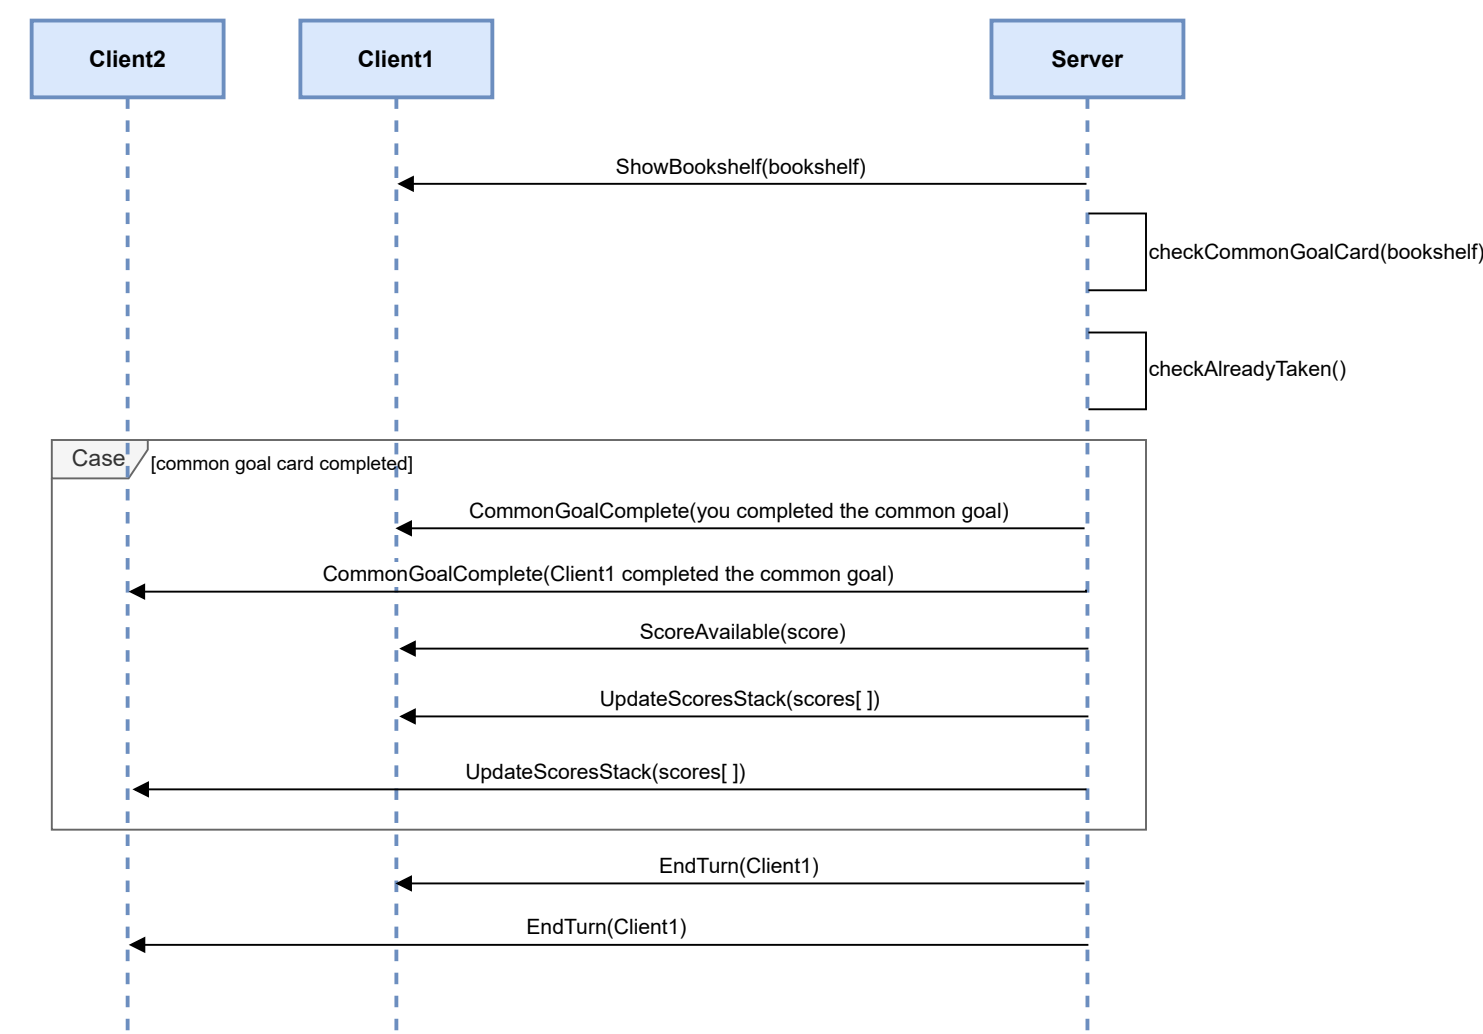 Client2
Client1
Server
ShowBookshelf(bookshelf)
checkCommonGoalCard(bookshelf)
checkAlreadyTaken()
Case
[common goal card completed]
CommonGoalComplete(you completed the common goal)
CommonGoalComplete(Client1 completed the common goal)
ScoreAvailable(score)
UpdateScoresStack(scores[ ])
UpdateScoresStack(scores[ ])
EndTurn(Client1)
EndTurn(Client1)